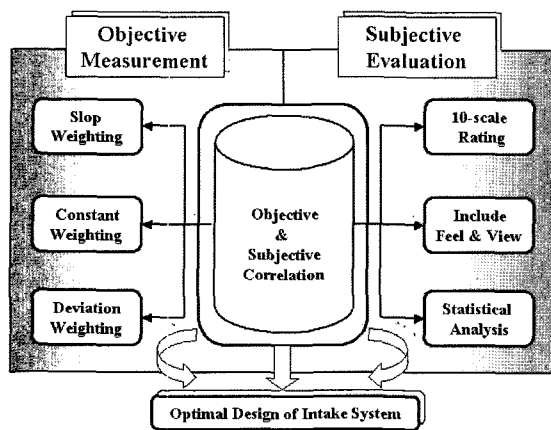 Objective
Measurement
Subjective
Evaluation
Slop
Weighting
Constant
Weighting
Deviation
Weighting
Objective
&
Subjective
Correlation
10-scale
Rating
Include
Feel & View
Statistical
Analysis
Optimal Design of Intake System